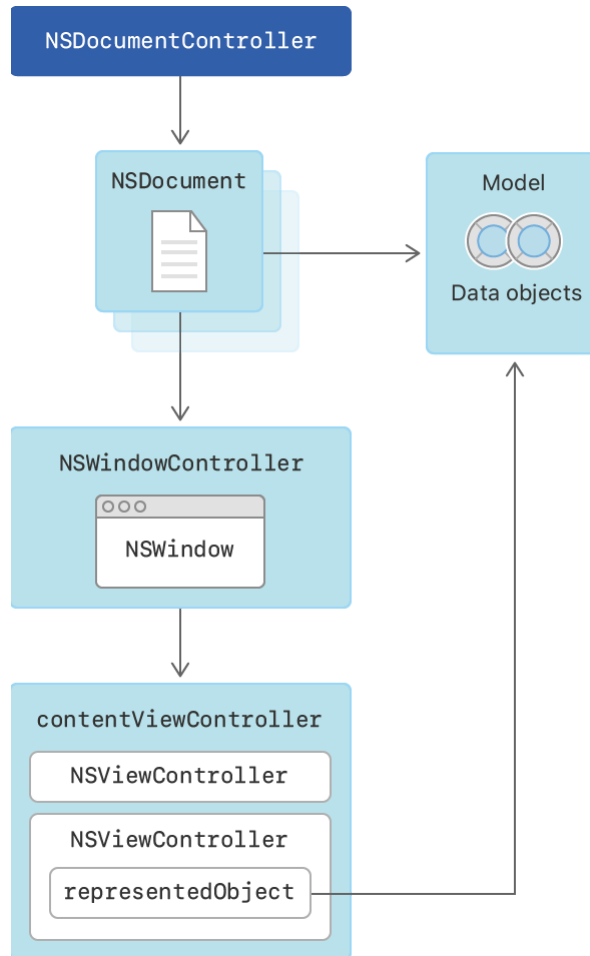 NSDocumentController
NSDocument
Model
Data objects
NSWindowController
NSWindow
contentViewController
NSViewController
NSViewController
representedObject